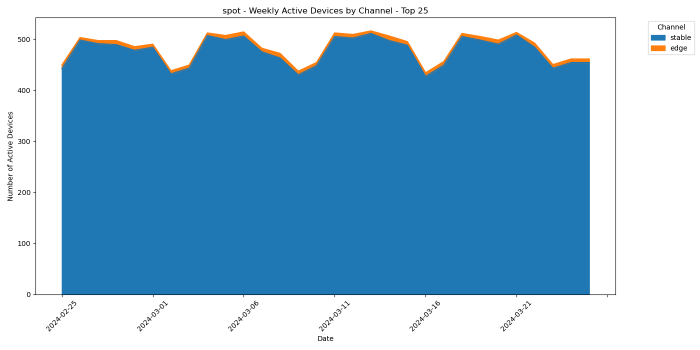 spot - Weekly Active Devices by Channel - Top 25
Channel
stable
edge
Number of Active Devices
500
400
300
200
100
0
2024-02-25
2024-03-01
2024-03-06
2024-03-11
2024-03-16
2024-03-21
Date